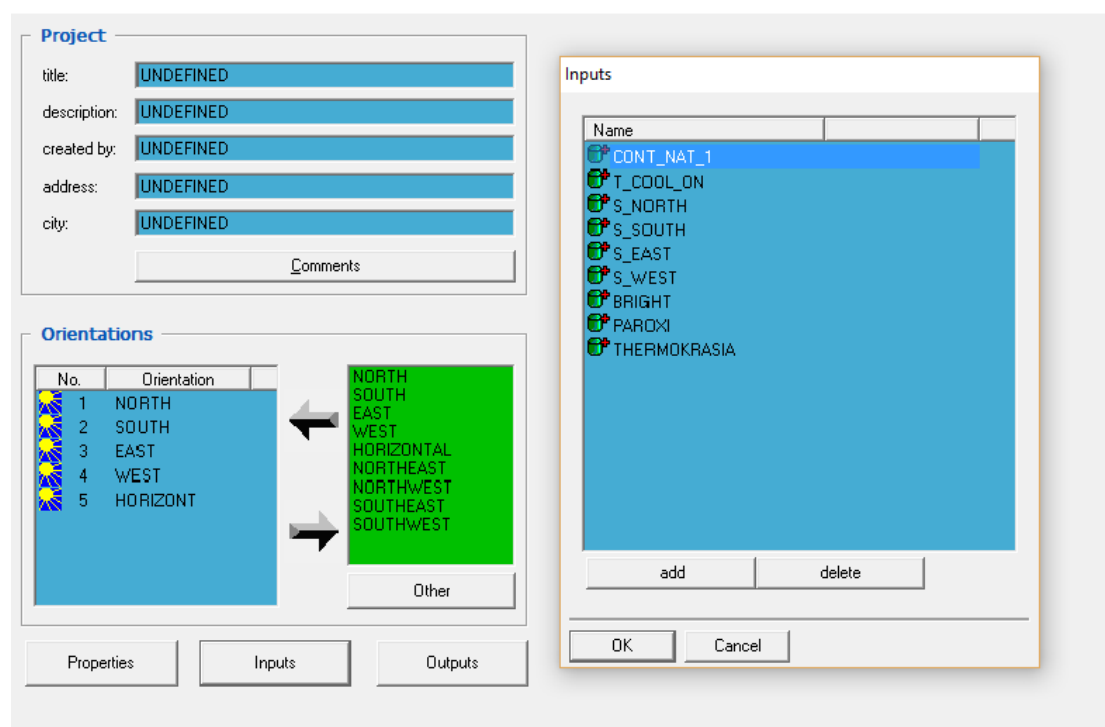 Project
title: UNDEFINED
description: UNDEFINED
created by: UNDEFINED
address: UNDEFINED
city: UNDEFINED
Comments
Orientations
No. Orientation
1 NORTH
2 SOUTH
3 EAST
4 WEST
5 HORIZONT
NORTH
SOUTH
EAST
WEST
HORIZONTAL
NORTHEAST
NORTHWEST
SOUTHEAST
SOUTHWEST
Other
Properties
Inputs
Outputs
Inputs
Name
CONT_NAT_1
T_COOL_ON
S_NORTH
S_SOUTH
S_EAST
S_WEST
BRIGHT
PAROXI
THERMOKRASIA
add
delete
OK
Cancel